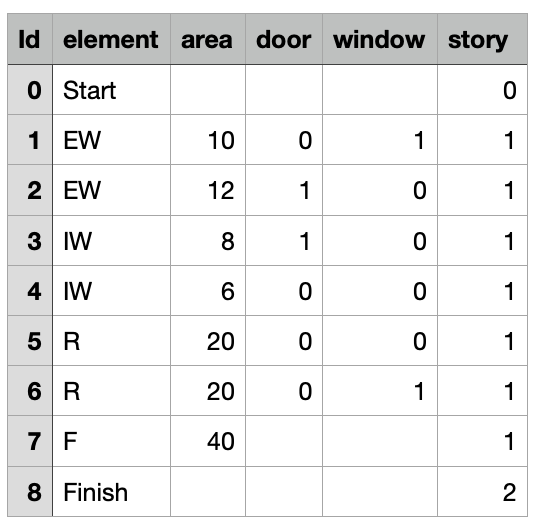 Id element area door window story
0 Start 0
1 EW 10 0 1 1
2 EW 12 1 0 1
3 IW 8 1 0 1
4 IW 6 0 0 1
5 R 20 0 0 1
6 R 20 0 1 1
7 F 40 1
8 Finish 2